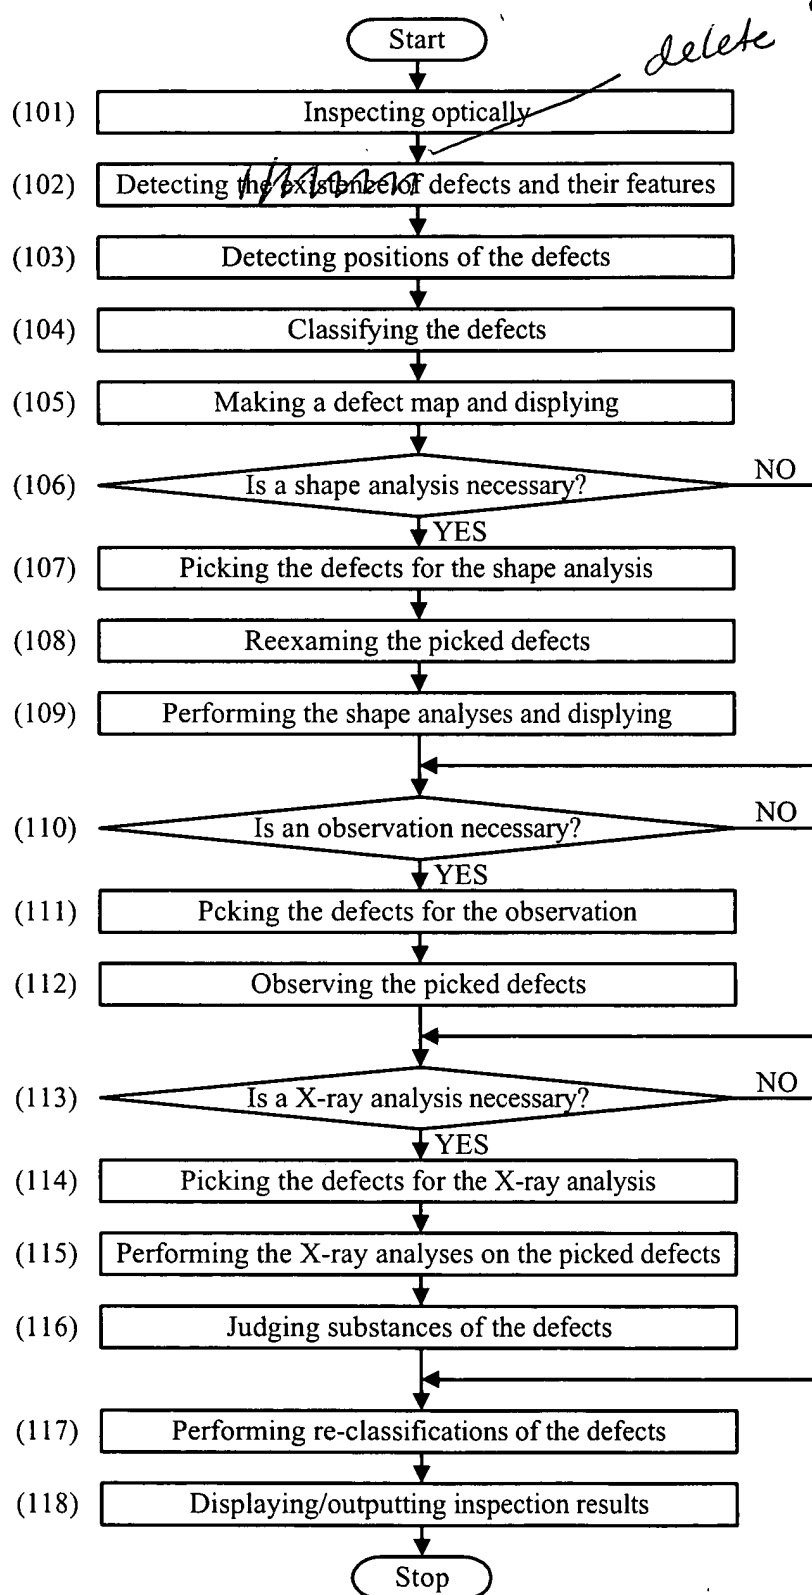 Start
delete
(101) Inspecting optically
(102) Detecting the existence of defects and their features
(103) Detecting positions of the defects
(104) Classifying the defects
(105) Making a defect map and displying
(106) Is a shape analysis necessary? NO
YES
(107) Picking the defects for the shape analysis
(108) Reexaming the picked defects
(109) Performing the shape analyses and displying
(110) Is an observation necessary? NO
YES
(111) Pcking the defects for the observation
(112) Observing the picked defects
(113) Is a X-ray analysis necessary? NO
YES
(114) Picking the defects for the X-ray analysis
(115) Performing the X-ray analyses on the picked defects
(116) Judging substances of the defects
(117) Performing re-classifications of the defects
(118) Displaying/outputting inspection results
Stop